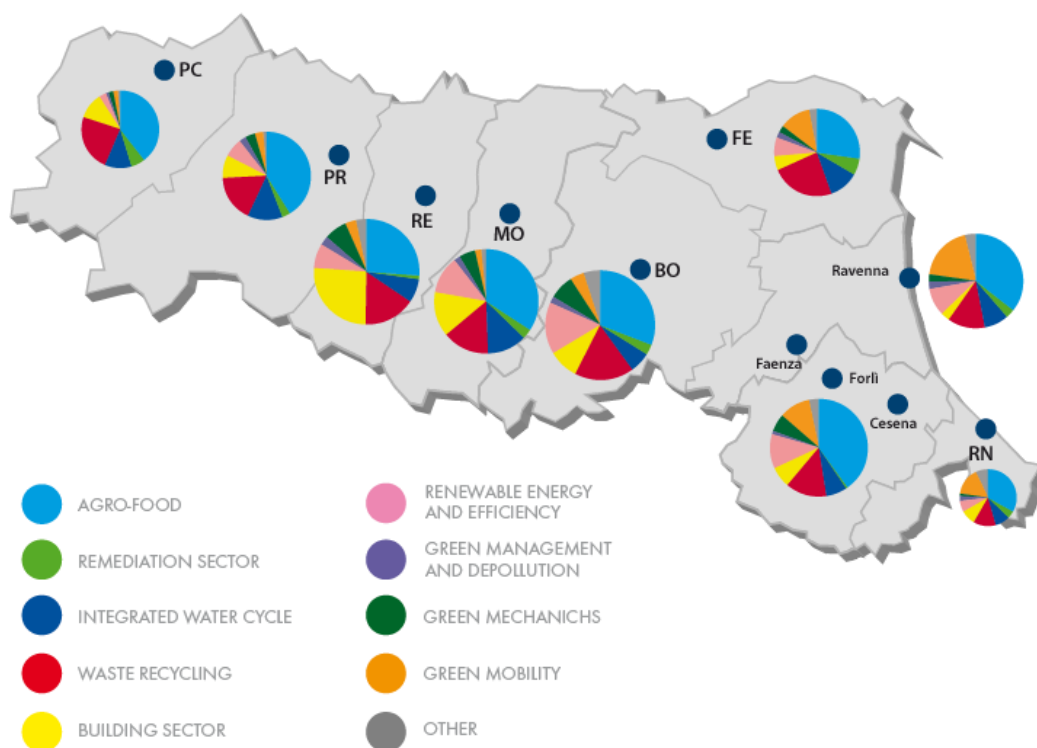 PC
PR
RE
MO
BO
FE
Ravenna
Faenza
Forlì
Cesena
RN
AGRO-FOOD
REMEDIATION SECTOR
INTEGRATED WATER CYCLE
WASTE RECYCLING
BUILDING SECTOR
RENEWABLE ENERGY
AND EFFICIENCY
GREEN MANAGEMENT
AND DEPOLLUTION
GREEN MECHANICHS
GREEN MOBILITY
OTHER